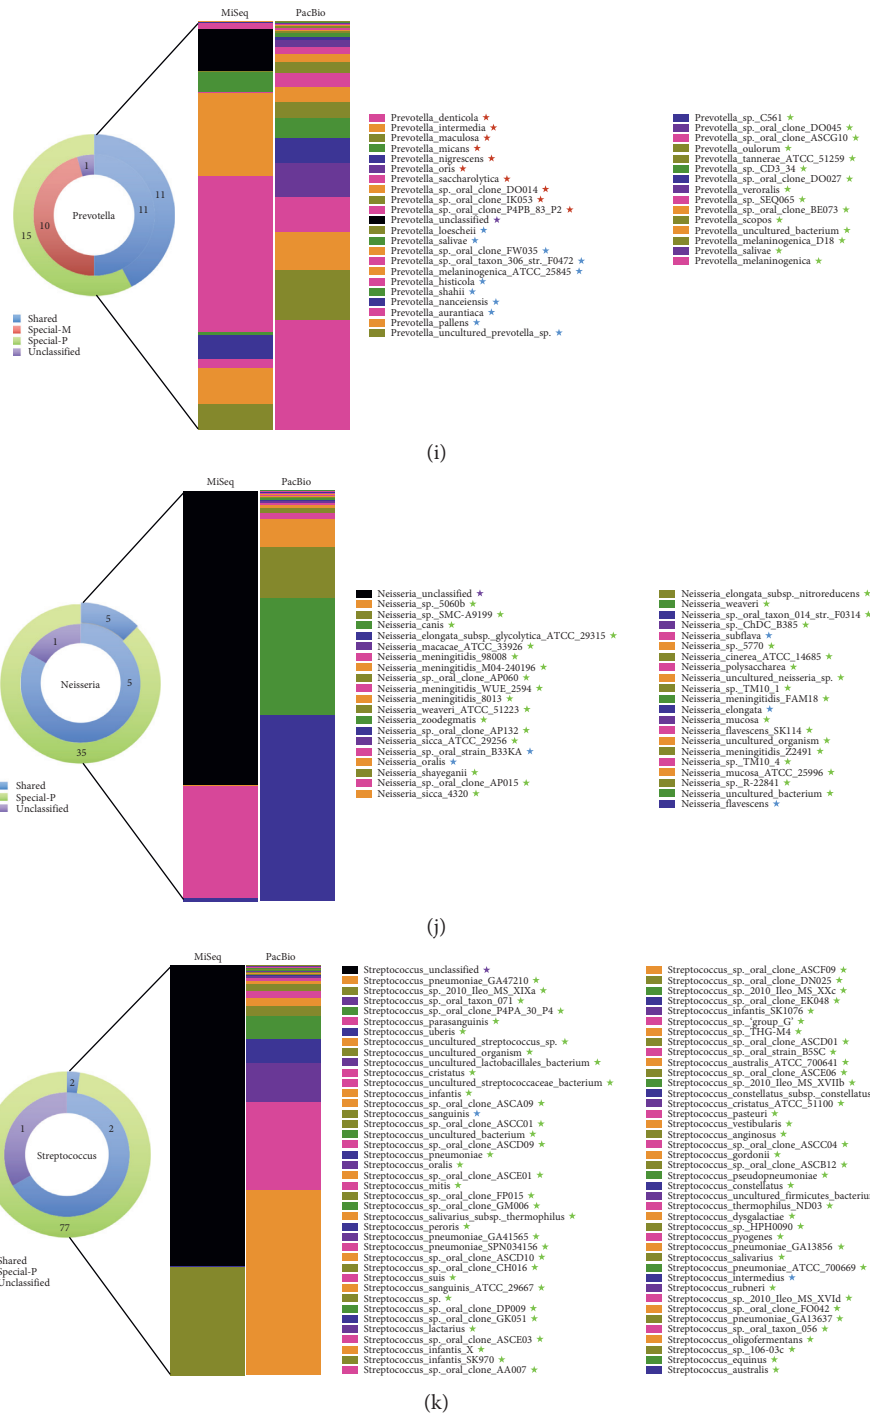 MiSeq PacBio
Prevotella
1
11
11
10
15
Shared
Special-M
Special-P
Unclassified
Prevotella_denticola ★
Prevotella_intermedia ★
Prevotella_maculosa ★
Prevotella_micans ★
Prevotella_nigrescens ★
Prevotella_oris ★
Prevotella_saccharolytica ★
Prevotella_sp._oral_clone_DO014 ★
Prevotella_sp._oral_clone_IK053 ★
Prevotella_sp._oral_clone_P4PB_83_P2 ★
Prevotella_unclassified ★
Prevotella_loescheii ★
Prevotella_salivae ★
Prevotella_sp._oral_clone_FW035 ★
Prevotella_sp._oral_taxon_306_str._F0472 ★
Prevotella_melaninogenica_ATCC_25845 ★
Prevotella_histicola ★
Prevotella_shahii ★
Prevotella_nanceiensis ★
Prevotella_aurantiaca ★
Prevotella_pallens ★
Prevotella_uncultured_prevotella_sp. ★
Prevotella_sp._C561 ★
Prevotella_sp._oral_clone_DO045 ★
Prevotella_sp._oral_clone_ASCG10 ★
Prevotella_oulorum ★
Prevotella_tannerae_ATCC_51259 ★
Prevotella_sp._CD3_34 ★
Prevotella_sp._oral_clone_DO027 ★
Prevotella_veroralis ★
Prevotella_sp._SEQ065 ★
Prevotella_sp._oral_clone_BE073 ★
Prevotella_scopos ★
Prevotella_uncultured_bacterium ★
Prevotella_melaninogenica_D18 ★
Prevotella_salivae ★
Prevotella_melaninogenica ★
(i)
MiSeq PacBio
Neisseria
5
1
5
35
Shared
Special-P
Unclassified
Neisseria_unclassified ★
Neisseria_sp._5060b ★
Neisseria_sp._SMC-A9199 ★
Neisseria_canis ★
Neisseria_elongata_subsp._glycolytica_ATCC_29315 ★
Neisseria_macacae_ATCC_33926 ★
Neisseria_meningitidis_98008 ★
Neisseria_meningitidis_M04-240196 ★
Neisseria_sp._oral_clone_AP060 ★
Neisseria_meningitidis_WUE_2594 ★
Neisseria_meningitidis_8013 ★
Neisseria_weaveri_ATCC_51223 ★
Neisseria_zoodegmatis ★
Neisseria_sp._oral_clone_AP132 ★
Neisseria_sicca_ATCC_29256 ★
Neisseria_sp._oral_strain_B33KA ★
Neisseria_oralis ★
Neisseria_shayeganii ★
Neisseria_sp._oral_clone_AP015 ★
Neisseria_sicca_4320 ★
Neisseria_elongata_subsp._nitroreducens ★
Neisseria_weaveri ★
Neisseria_sp._oral_taxon_014_str._F0314 ★
Neisseria_sp._ChDC_B385 ★
Neisseria_subflava ★
Neisseria_sp._5770 ★
Neisseria_cinerea_ATCC_14685 ★
Neisseria_polysaccharea ★
Neisseria_uncultured_neisseria_sp. ★
Neisseria_sp._TM10_1 ★
Neisseria_meningitidis_FAM18 ★
Neisseria_elongata ★
Neisseria_mucosa ★
Neisseria_flavescens_SK114 ★
Neisseria_uncultured_organism ★
Neisseria_meningitidis_Z2491 ★
Neisseria_sp._TM10_4 ★
Neisseria_mucosa_ATCC_25996 ★
Neisseria_sp._R-22841 ★
Neisseria_uncultured_bacterium ★
Neisseria_flavescens ★
(j)
MiSeq PacBio
Streptococcus
2
1
2
77
Shared
Special-P
Unclassified
Streptococcus_unclassified ★
Streptococcus_pneumoniae_GA47210 ★
Streptococcus_sp._2010_Ileo_MS_XIXa ★
Streptococcus_sp._oral_taxon_071 ★
Streptococcus_sp._oral_clone_P4PA_30_P4 ★
Streptococcus_parasanguinis ★
Streptococcus_uberis ★
Streptococcus_uncultured_streptococcus_sp. ★
Streptococcus_uncultured_organism ★
Streptococcus_uncultured_lactobacillales_bacterium ★
Streptococcus_cristatus ★
Streptococcus_uncultured_streptococcaceae_bacterium ★
Streptococcus_infantis ★
Streptococcus_sp._oral_clone_ASCA09 ★
Streptococcus_sanguinis ★
Streptococcus_sp._oral_clone_ASCC01 ★
Streptococcus_uncultured_bacterium ★
Streptococcus_sp._oral_clone_ASCD09 ★
Streptococcus_pneumoniae ★
Streptococcus_oralis ★
Streptococcus_sp._oral_clone_ASCE01 ★
Streptococcus_mitis ★
Streptococcus_sp._oral_clone_FP015 ★
Streptococcus_sp._oral_clone_GM006 ★
Streptococcus_salivarius_subsp._thermophilus ★
Streptococcus_peroris ★
Streptococcus_pneumoniae_GA41565 ★
Streptococcus_pneumoniae_SPN034156 ★
Streptococcus_sp._oral_clone_ASCD10 ★
Streptococcus_sp._oral_clone_CH016 ★
Streptococcus_suis ★
Streptococcus_sanguinis_ATCC_29667 ★
Streptococcus_sp. ★
Streptococcus_sp._oral_clone_DP009 ★
Streptococcus_sp._oral_clone_GK051 ★
Streptococcus_lactarius ★
Streptococcus_sp._oral_clone_ASCE03 ★
Streptococcus_infantis_X ★
Streptococcus_infantis_SK970 ★
Streptococcus_sp._oral_clone_AA007 ★
Streptococcus_sp._oral_clone_ASCF09 ★
Streptococcus_sp._oral_clone_DN025 ★
Streptococcus_sp._2010_Ileo_MS_XXc ★
Streptococcus_sp._oral_clone_EK048 ★
Streptococcus_infantis_SK1076 ★
Streptococcus_sp._'group_G' ★
Streptococcus_sp._THG-M4 ★
Streptococcus_sp._oral_clone_ASCD01 ★
Streptococcus_sp._oral_strain_B5SC ★
Streptococcus_australis_ATCC_700641 ★
Streptococcus_sp._oral_clone_ASCE06 ★
Streptococcus_sp._2010_Ileo_MS_XVIIb ★
Streptococcus_constellatus_subsp._constellatus
Streptococcus_cristatus_ATCC_51100 ★
Streptococcus_pasteuri ★
Streptococcus_vestibularis ★
Streptococcus_anginosus ★
Streptococcus_sp._oral_clone_ASCC04 ★
Streptococcus_gordonii ★
Streptococcus_sp._oral_clone_ASCB12 ★
Streptococcus_pseudopneumoniae ★
Streptococcus_constellatus ★
Streptococcus_uncultured_firmicutes_bacterium
Streptococcus_thermophilus_ND03 ★
Streptococcus_dysgalactiae ★
Streptococcus_sp._HPH0090 ★
Streptococcus_pyogenes ★
Streptococcus_pneumoniae_GA13856 ★
Streptococcus_salivarius ★
Streptococcus_pneumoniae_ATCC_700669 ★
Streptococcus_intermedius ★
Streptococcus_rubneri ★
Streptococcus_sp._2010_Ileo_MS_XVId ★
Streptococcus_sp._oral_clone_FO042 ★
Streptococcus_pneumoniae_GA13637 ★
Streptococcus_sp._oral_taxon_056 ★
Streptococcus_oligofermentans ★
Streptococcus_sp._106-03c ★
Streptococcus_equinus ★
Streptococcus_australis ★
(k)